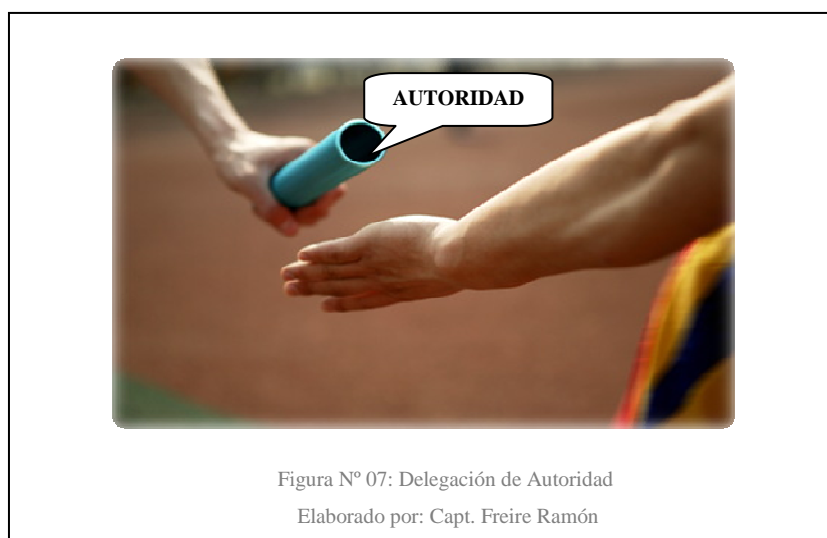 AUTORIDAD
Figura Nº 07: Delegación de Autoridad
Elaborado por: Capt. Freire Ramón